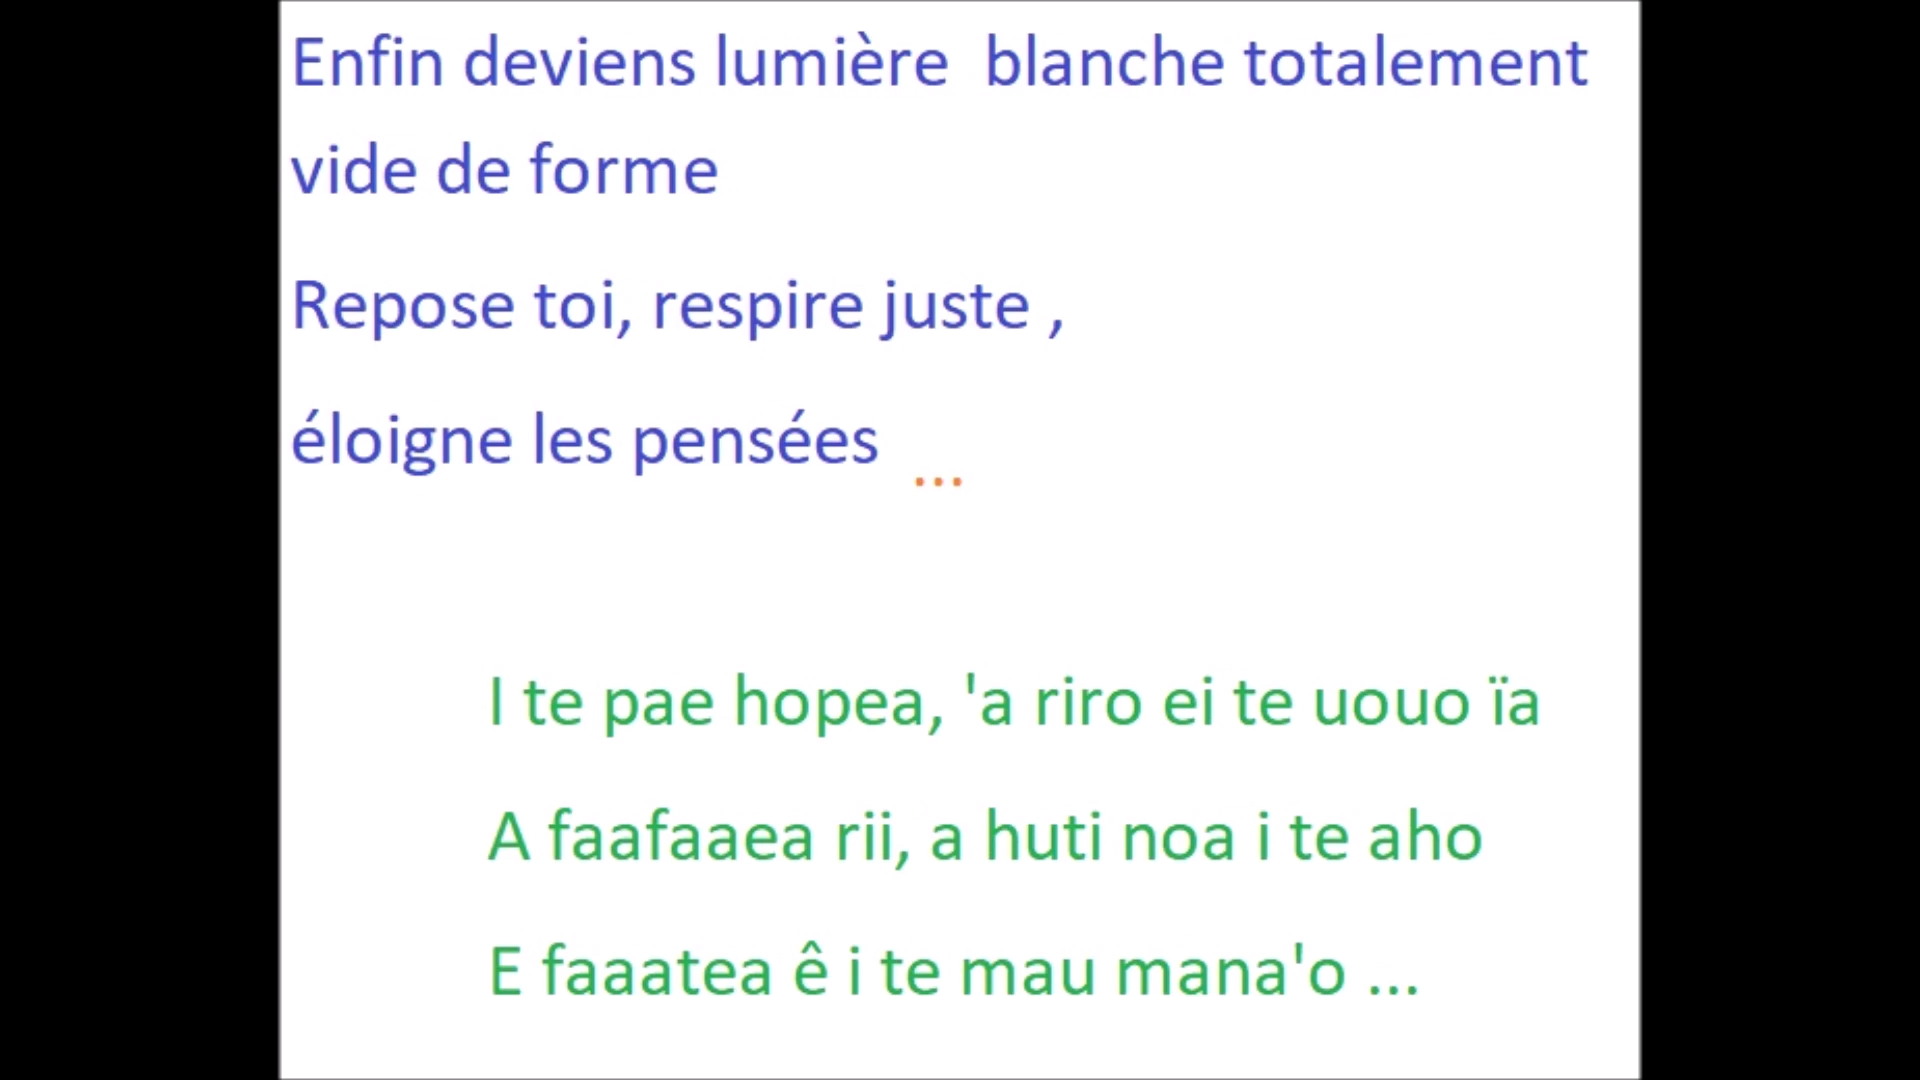 Enfin deviens lumière  blanche totalement
vide de forme
Repose toi, respire juste ,
éloigne les pensées  ...
I te pae hopea, 'a riro ei te uouo ïa
A faafaaea rii, a huti noa i te aho
E faaatea ê i te mau mana'o ...